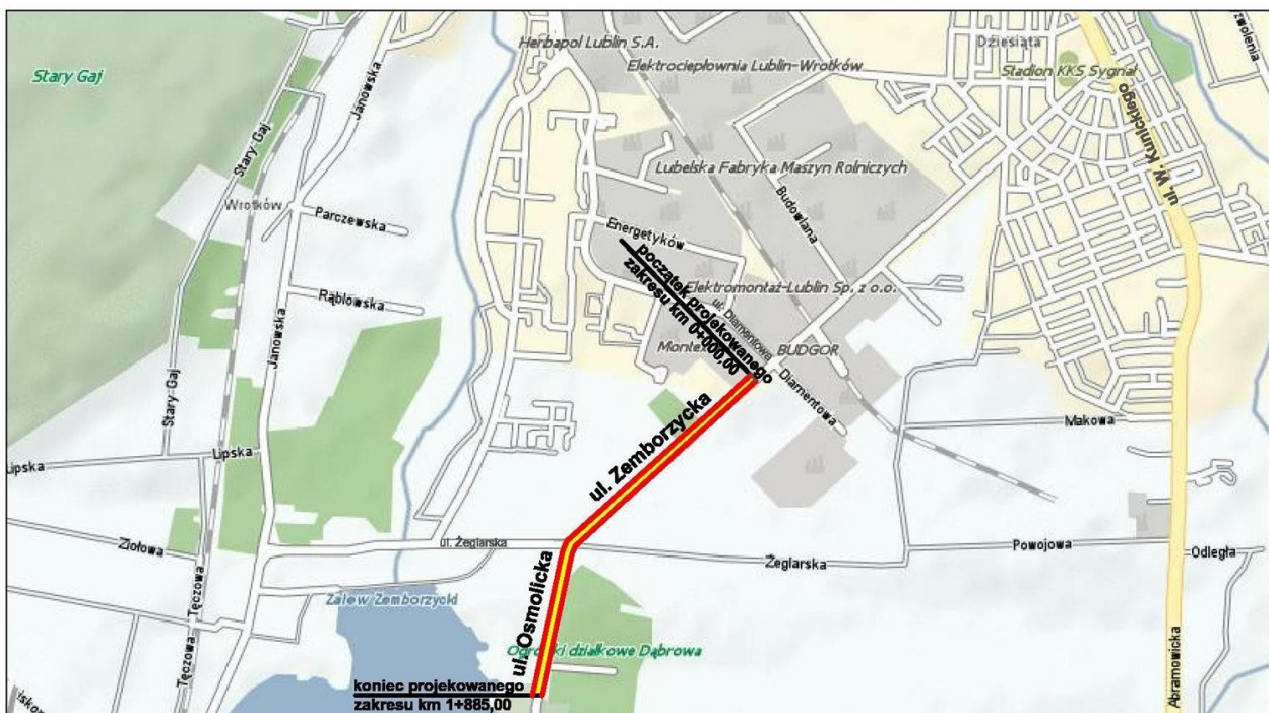 Herbapol Lublin S.A.
Dziesiąta
Elektrociepłownia Lublin-Wrotków
Stadion KKS Sygnał
Stary Gaj
Janowska
ul. W. Kunickiego
Stary Gaj
Lubelska Fabryka Maszyn Rolniczych
Wrotków
Parczewska
Budowlana
Energetyków
początek projekowanego
zakresu km 0+000,00
Elektromontaż-Lublin Sp. z o.o.
Rąblowska
ul. Diamentowa
BUDGOR
Janowska
Diamentowa
Stary Gaj
ul. Zemborzycka
Makowa
Lipska
Lipska
Ziołowa
ul. Żeglarska
Żeglarska
Powojowa
Odległa
Tęczowa
Tęczowa
Zalew Zemborzycki
ul. Osmolicka
działkowe Dąbrowa
Abramowicka
koniec projekowanego
zakresu km 1+885,00